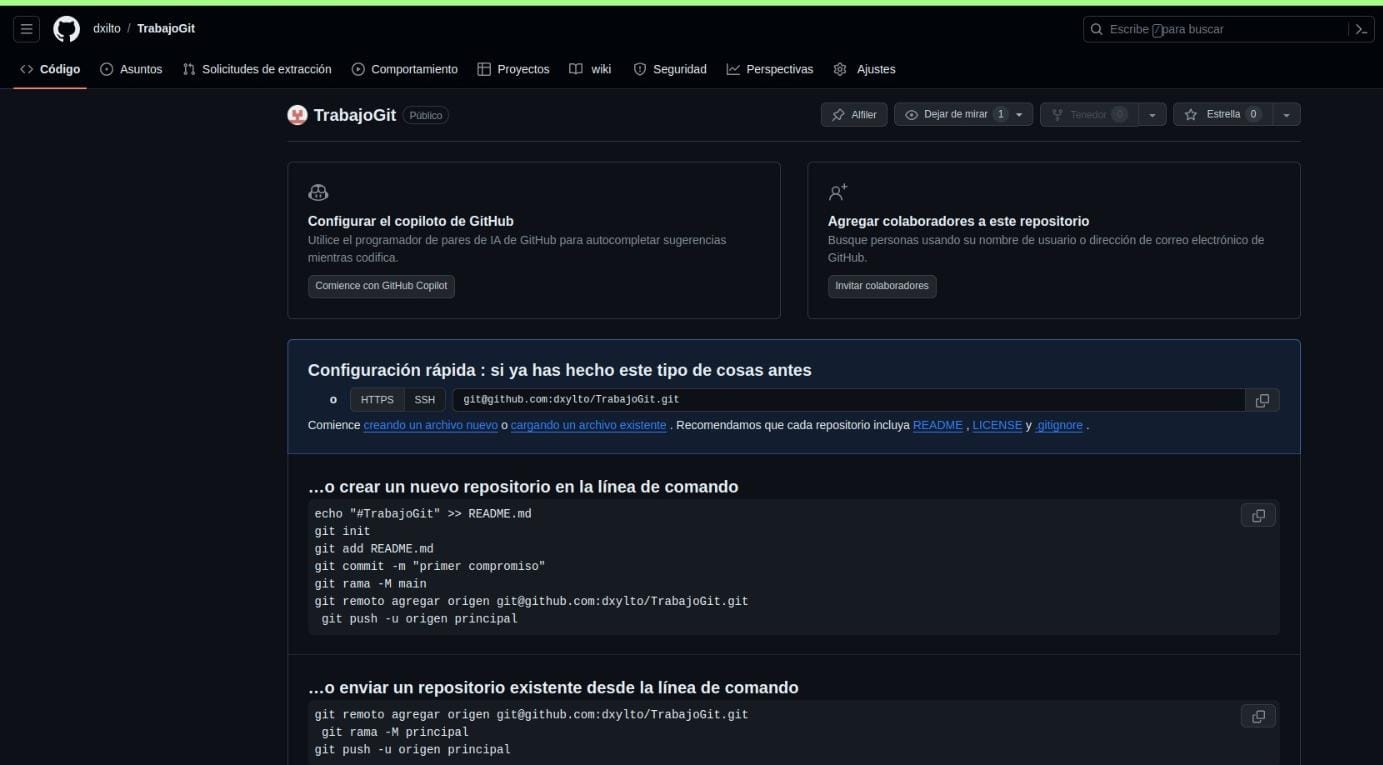 dxilto / TrabajoGit
Escribe / para buscar
Código Asuntos Solicitudes de extracción Comportamiento Proyectos wiki Seguridad Perspectivas Ajustes
TrabajoGit Público
Alfiler Dejar de mirar 1 Tenedor 0 Estrella 0
Configurar el copiloto de GitHub
Utilice el programador de pares de IA de GitHub para autocompletar sugerencias
mientras codifica.
Comience con GitHub Copilot
Agregar colaboradores a este repositorio
Busque personas usando su nombre de usuario o dirección de correo electrónico de
GitHub.
Invitar colaboradores
Configuración rápida : si ya has hecho este tipo de cosas antes
o HTTPS SSH git@github.com:dxylto/TrabajoGit.git
Comience creando un archivo nuevo o cargando un archivo existente . Recomendamos que cada repositorio incluya README , LICENSE y .gitignore .
...o crear un nuevo repositorio en la línea de comando
echo "#TrabajoGit" >> README.md
git init
git add README.md
git commit -m "primer compromiso"
git rama -M main
git remoto agregar origen git@github.com:dxylto/TrabajoGit.git
git push -u origen principal
...o enviar un repositorio existente desde la línea de comando
git remoto agregar origen git@github.com:dxylto/TrabajoGit.git
git rama -M principal
git push -u origen principal